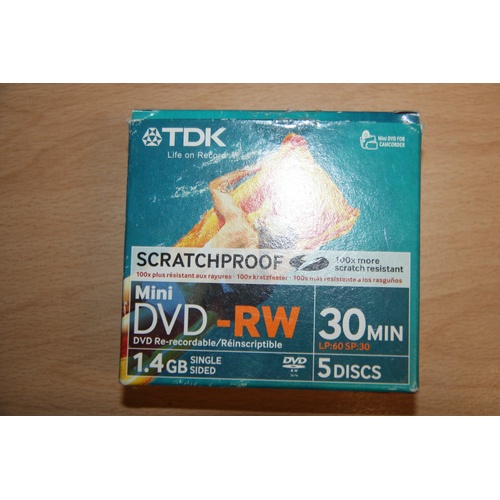 TDK
Life on Record
Mini DVD FOR
CAMCORDER
SCRATCHPROOF
100x more
scratch resistant
100x plus résistant aux rayures · 100x kratzfester · 100x más resistente a los rasguños
Mini
DVD-RW
DVD Re-recordable/Réinscriptible
1.4GB SINGLE SIDED
DVD
30MIN
LP:60 SP:30
5 DISCS